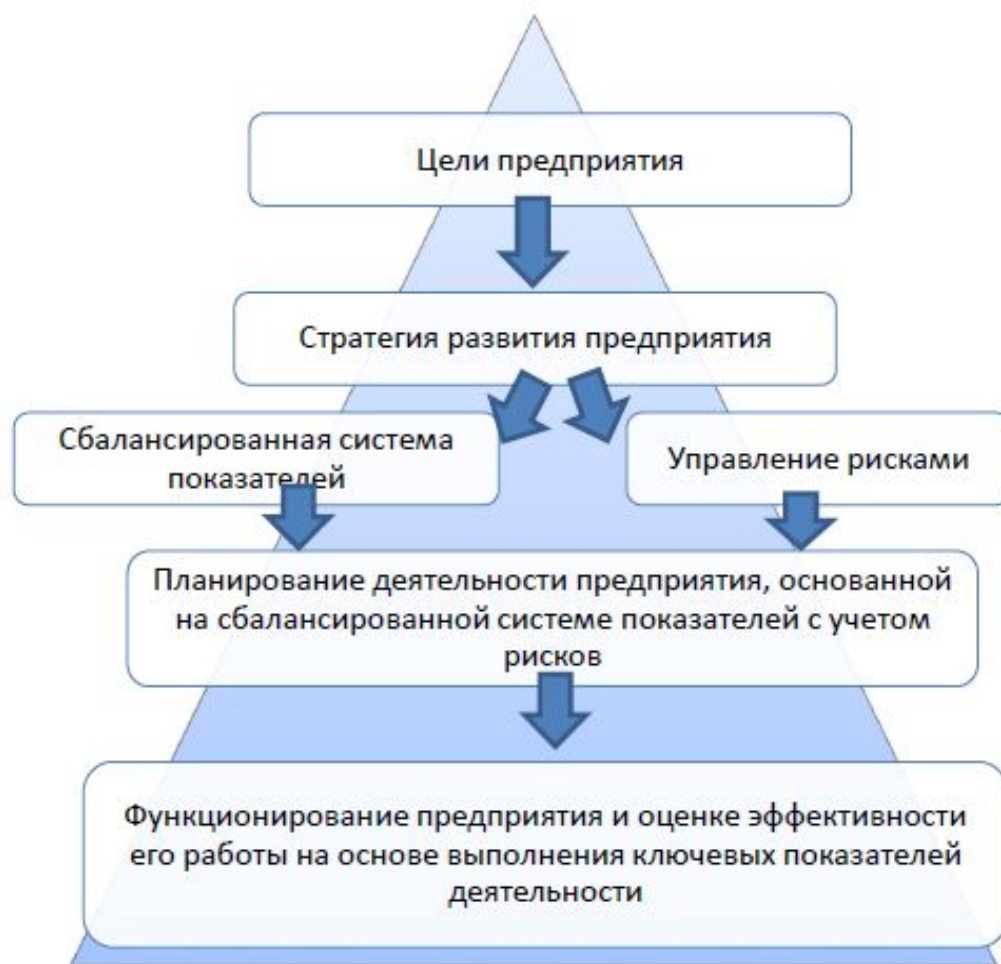 Цели предприятия
Стратегия развития предприятия
Сбалансированная система
показателей
Управление рисками
Планирование деятельности предприятия, основанной
на сбалансированной системе показателей с учетом
рисков
Функционирование предприятия и оценке эффективности
его работы на основе выполнения ключевых показателей
деятельности